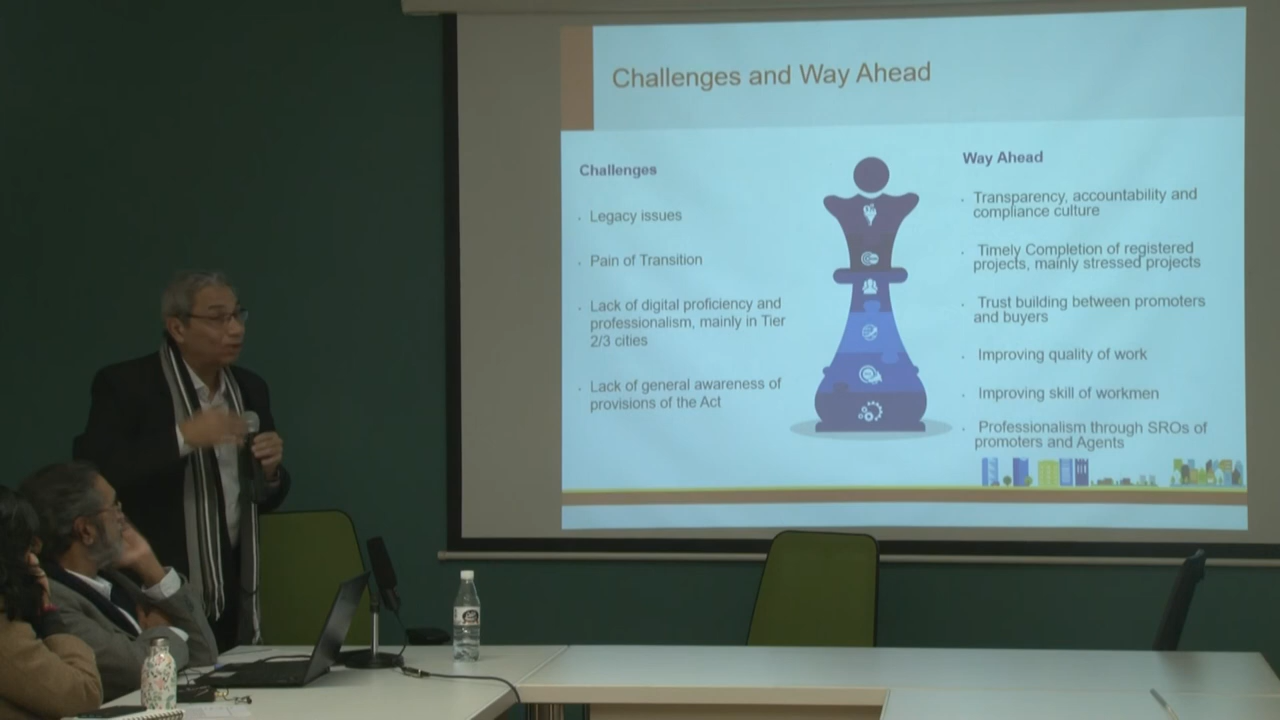 Challenges and Way Ahead
Challenges
Legacy issues
Pain of Transition
Lack of digital proficiency and
professionalism, mainly in Tier
2/3 cities
Lack of general awareness of
provisions of the Act
Way Ahead
Transparency, accountability and
compliance culture
Timely Completion of registered
projects, mainly stressed projects
Trust building between promoters
and buyers
Improving quality of work
Improving skill of workmen
Professionalism through SROs of
promoters and Agents